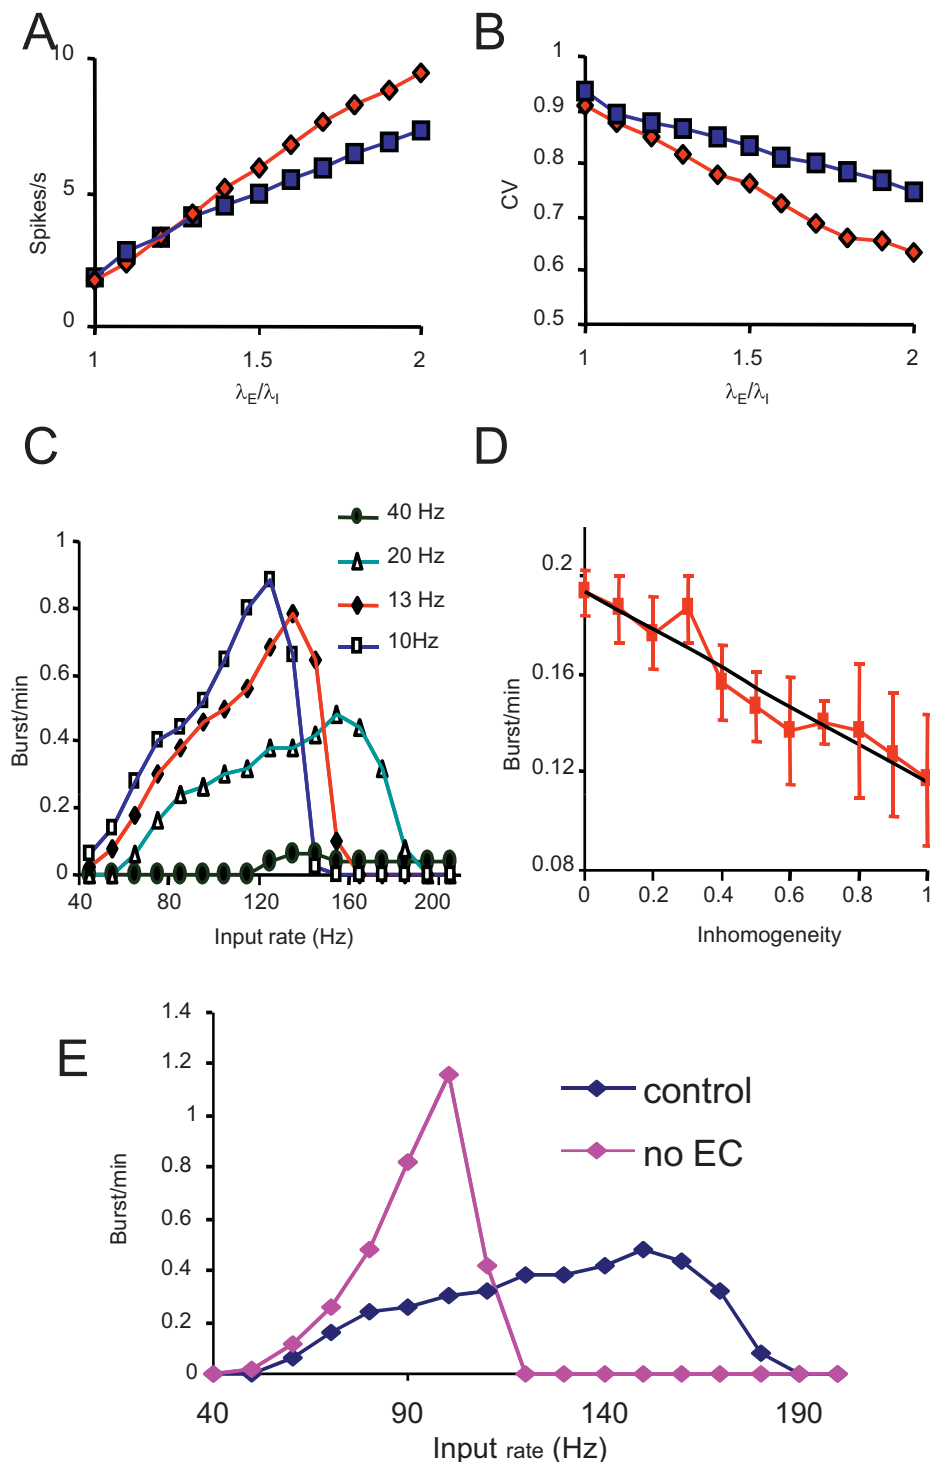 A
10
Spikes/s
5
0
1
1.5
2
λE/λI
B
1
0.9
0.8
CV
0.7
0.6
0.5
1
1.5
2
λE/λI
C
40 Hz
20 Hz
13 Hz
10Hz
1
0.8
0.6
Burst/min
0.4
0.2
0
40
80
120
160
200
Input rate (Hz)
D
0.2
0.16
Burst/min
0.12
0.08
0
0.2
0.4
0.6
0.8
1
Inhomogeneity
E
1.4
1.2
1
0.8
Burst/min
0.6
0.4
0.2
0
control
no EC
40
90
140
190
Input rate (Hz)